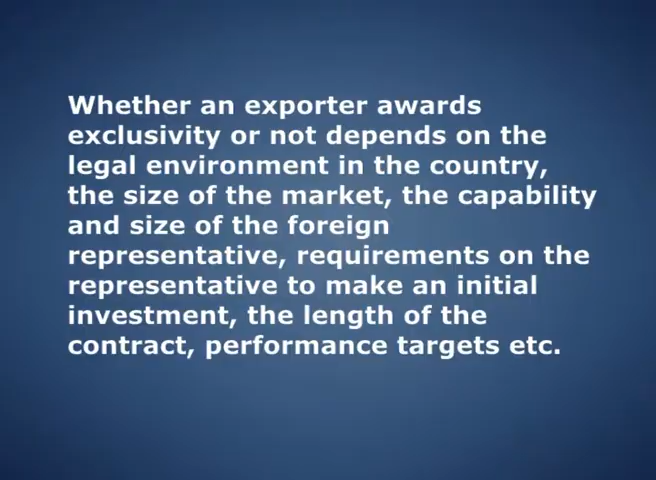 Whether an exporter awards
exclusivity or not depends on the
legal environment in the country,
the size of the market, the capability
and size of the foreign
representative, requirements on the
representative to make an initial
investment, the length of the
contract, performance targets etc.